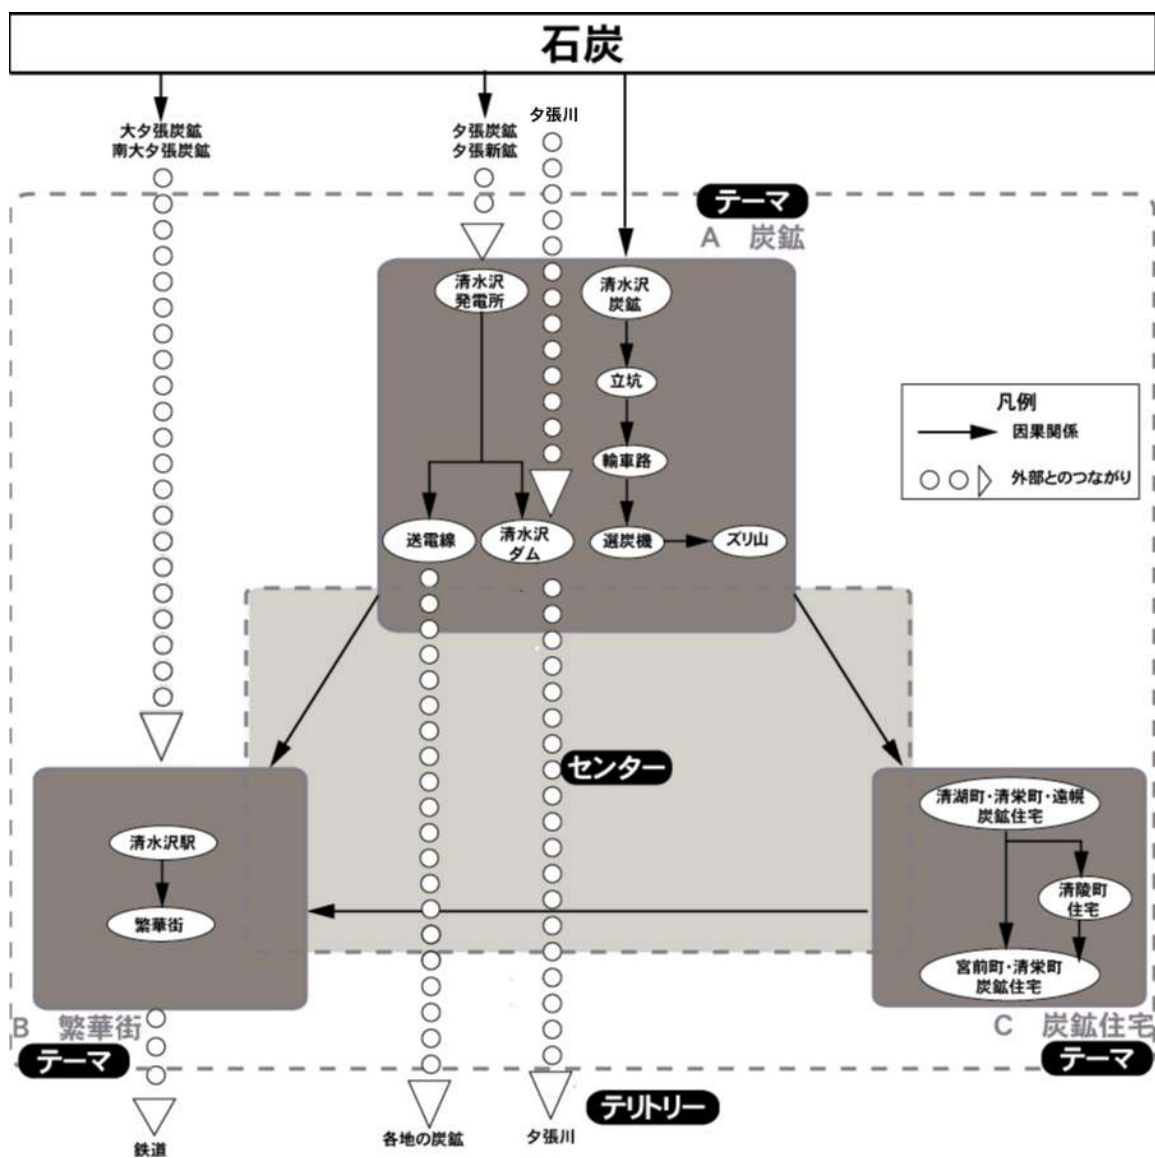 石炭
大夕張炭鉱
南大夕張炭鉱
夕張炭鉱
夕張新鉱
夕張川
テーマ
A 炭鉱
清水沢
発電所
清水沢
炭鉱
立坑
輸車路
送電線
清水沢
ダム
選炭機
ズリ山
凡例
因果関係
外部とのつながり
センター
清水沢駅
繁華街
清湖町・清栄町・遠幌
炭鉱住宅
清陵町
住宅
宮前町・清栄町
炭鉱住宅
B 繁華街
テーマ
C 炭鉱住宅
テーマ
テリトリー
鉄道
各地の炭鉱
夕張川